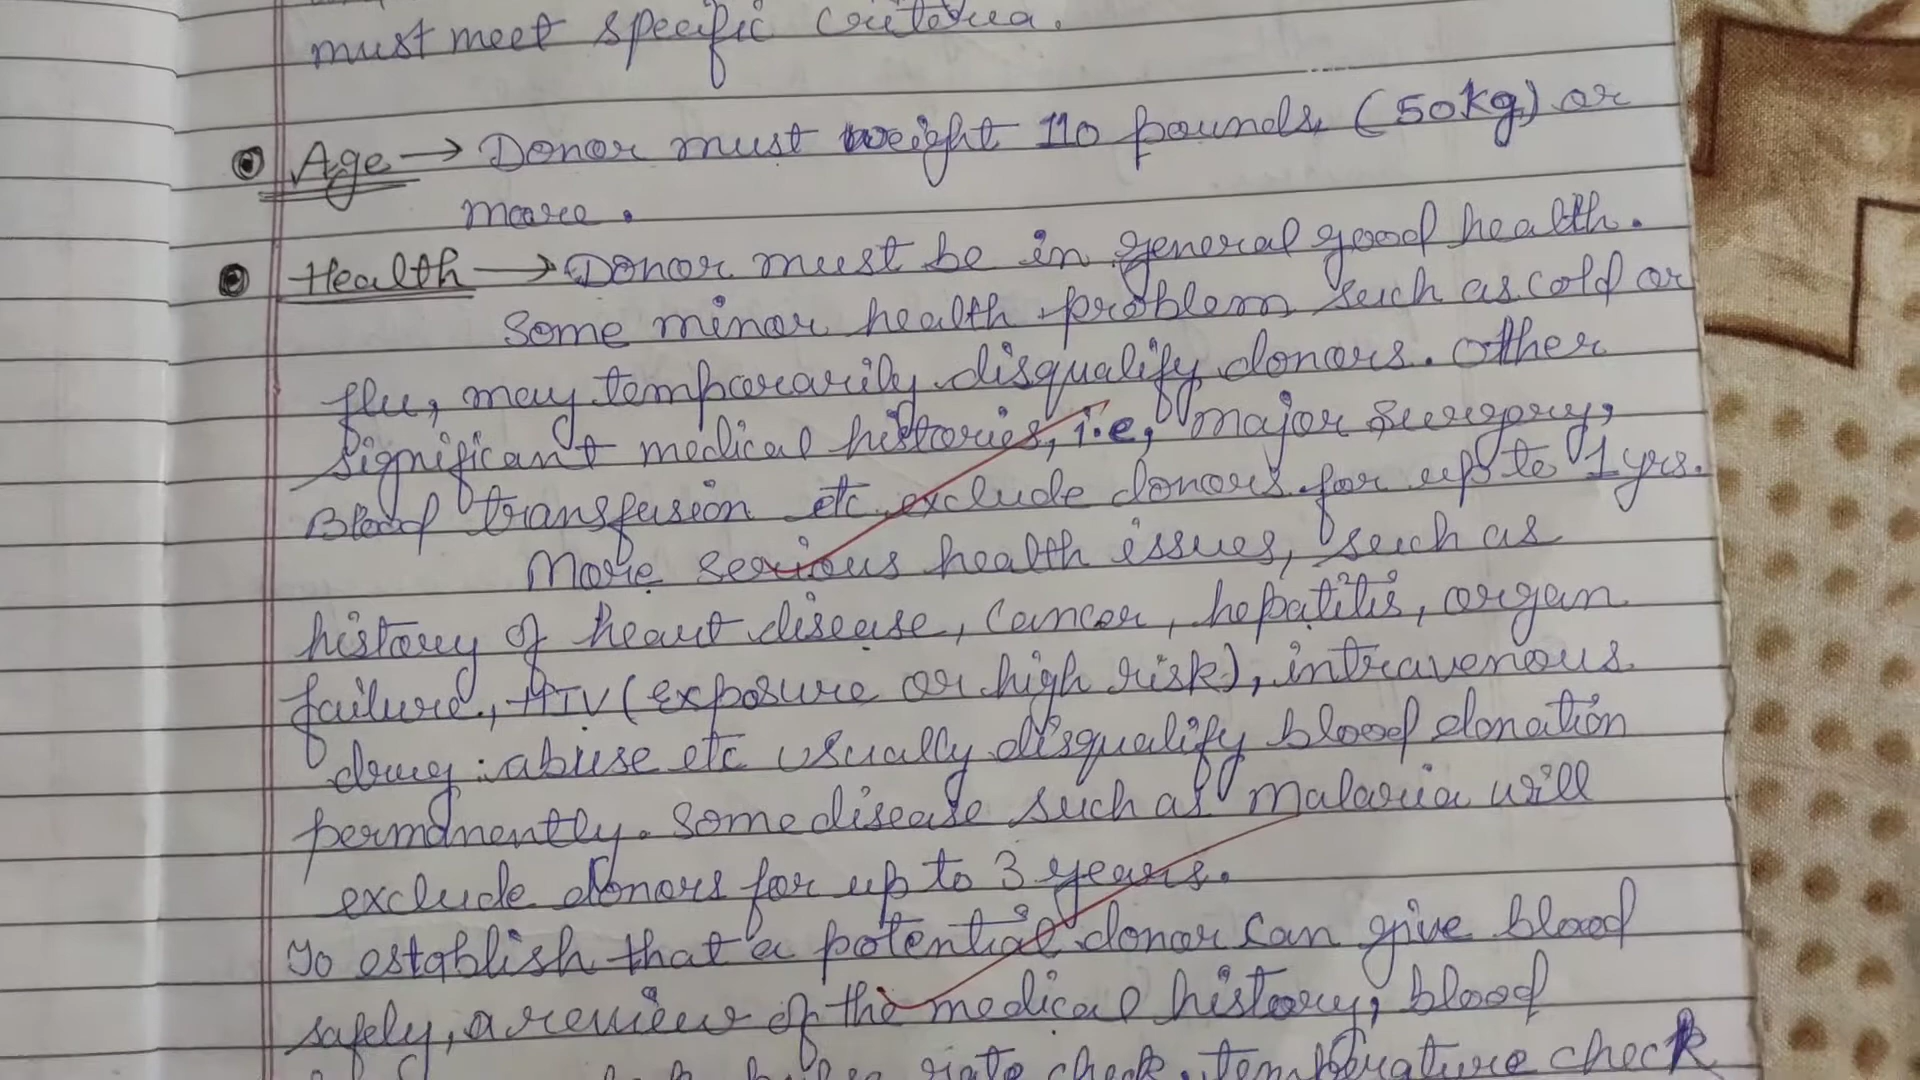 must meet specific criteria.
Age → Donor must weight 110 pounds (50kg) or
more.
Health → Donor must be in general good health.
Some minor health problem such as cold or
flu, may temporarily disqualify donors. Other
significant medical histories, i.e, major surgery,
Blood transfusion etc exclude donors for up to 1 yrs.
More serious health issues, such as
history of heart disease, cancer, hepatitis, organ
failure, HIV (exposure or high risk), intravenous
drug abuse etc usually disqualify blood donation
permanently. Some disease such as malaria will
exclude donors for up to 3 years.
To establish that a potential donor can give blood
safely, a review of the medical history, blood
rate check, temperature check